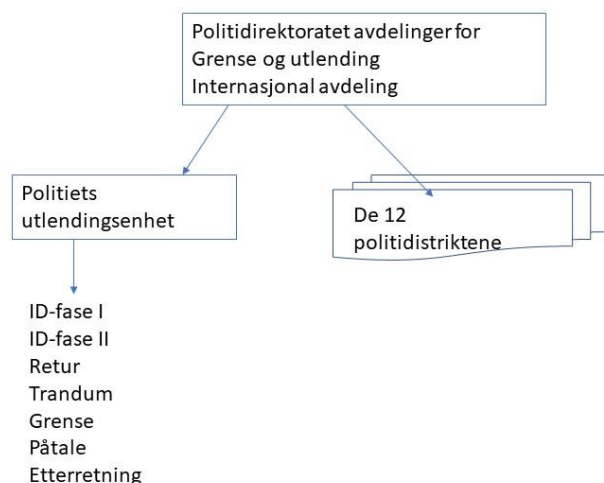 Politidirektoratet avdelinger for
Grense og utlending
Internasjonal avdeling
Politiets
utlendingsenhet
De 12
politidistriktene
ID-fase I
ID-fase II
Retur
Trandum
Grense
Påtale
Etterretning